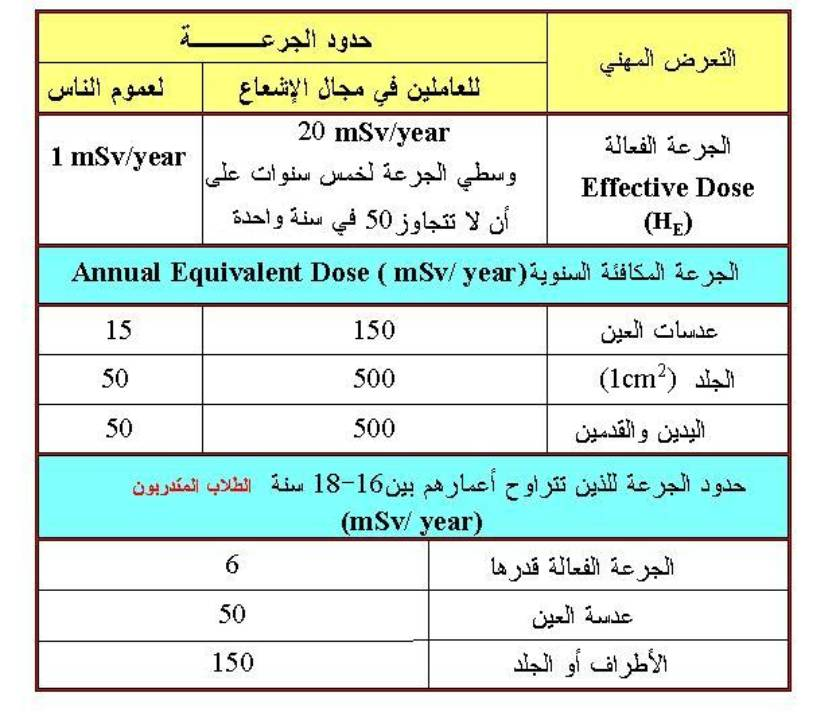 التعرض المهني
حدود الجرعـــــــــة
للعاملين في مجال الإشعاع
لعموم الناس
الجرعة الفعالة
Effective Dose
(H_E)
20 mSv/year
وسطي الجرعة لخمس سنوات على
أن لا تتجاوز 50 في سنة واحدة
1 mSv/year
الجرعة المكافئة السنوية(Annual Equivalent Dose ( mSv/ year
عدسات العين 150 15
الجلد (1cm²) 500 50
اليدين والقدمين 500 50
حدود الجرعة للذين تتراوح أعمارهم بين16-18 سنة الطلاب المتدربون
(mSv/ year)
الجرعة الفعالة قدرها 6
عدسة العين 50
الأطراف أو الجلد 150